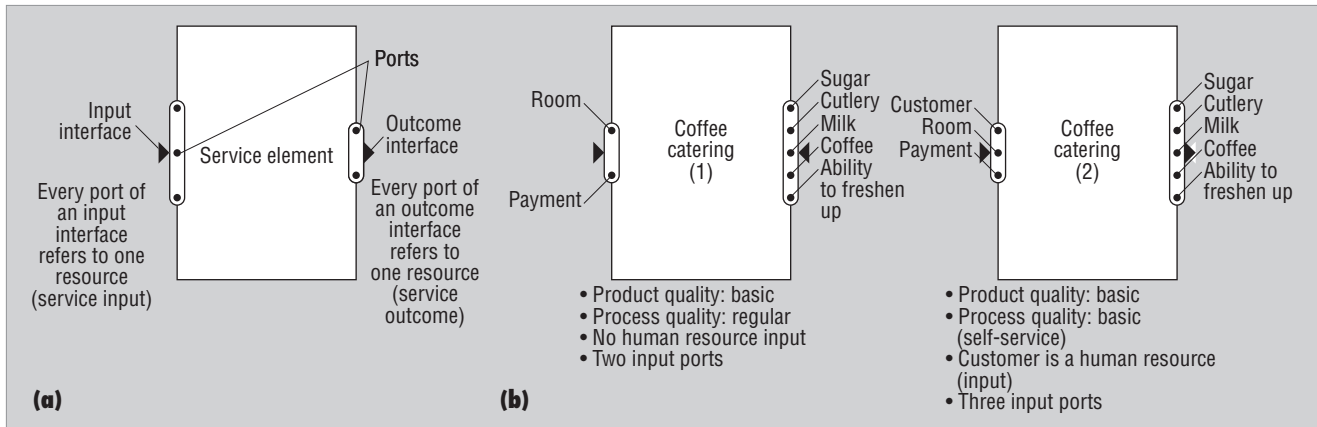 Ports
Input
interface
Service element
Outcome
interface
Every port of
an input
interface
refers to one
resource
(service input)
Every port of
an outcome
interface
refers to
one resource
(service
outcome)
(a)
Room
Payment
Coffee
catering
(1)
Sugar
Cutlery
Milk
Coffee
Ability
to freshen
up
• Product quality: basic
• Process quality: regular
• No human resource input
• Two input ports
(b)
Customer
Room
Payment
Coffee
catering
(2)
Sugar
Cutlery
Milk
Coffee
Ability to
freshen up
• Product quality: basic
• Process quality: basic
(self-service)
• Customer is a human resource
(input)
• Three input ports